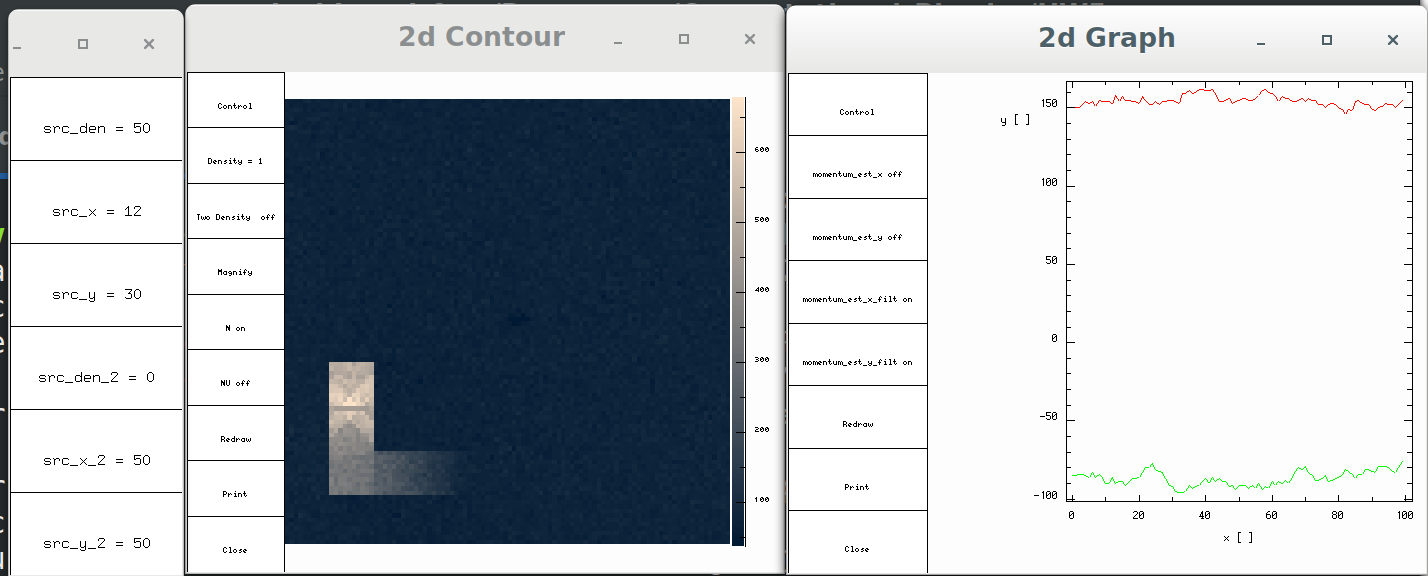 src_den = 50
src_x = 12
src_y = 30
src_den_2 = 0
src_x_2 = 50
src_y_2 = 50
2d Contour
Control
Density = 1
Two Density off
Magnify
N on
NU off
Redraw
Print
Close
600
500
400
300
200
100
2d Graph
Control
momentum_est_x off
momentum_est_y off
momentum_est_x_filt on
momentum_est_y_filt on
Redraw
Print
Close
y [ ]
150
100
50
0
-50
-100
0 20 40 60 80 100
x [ ]